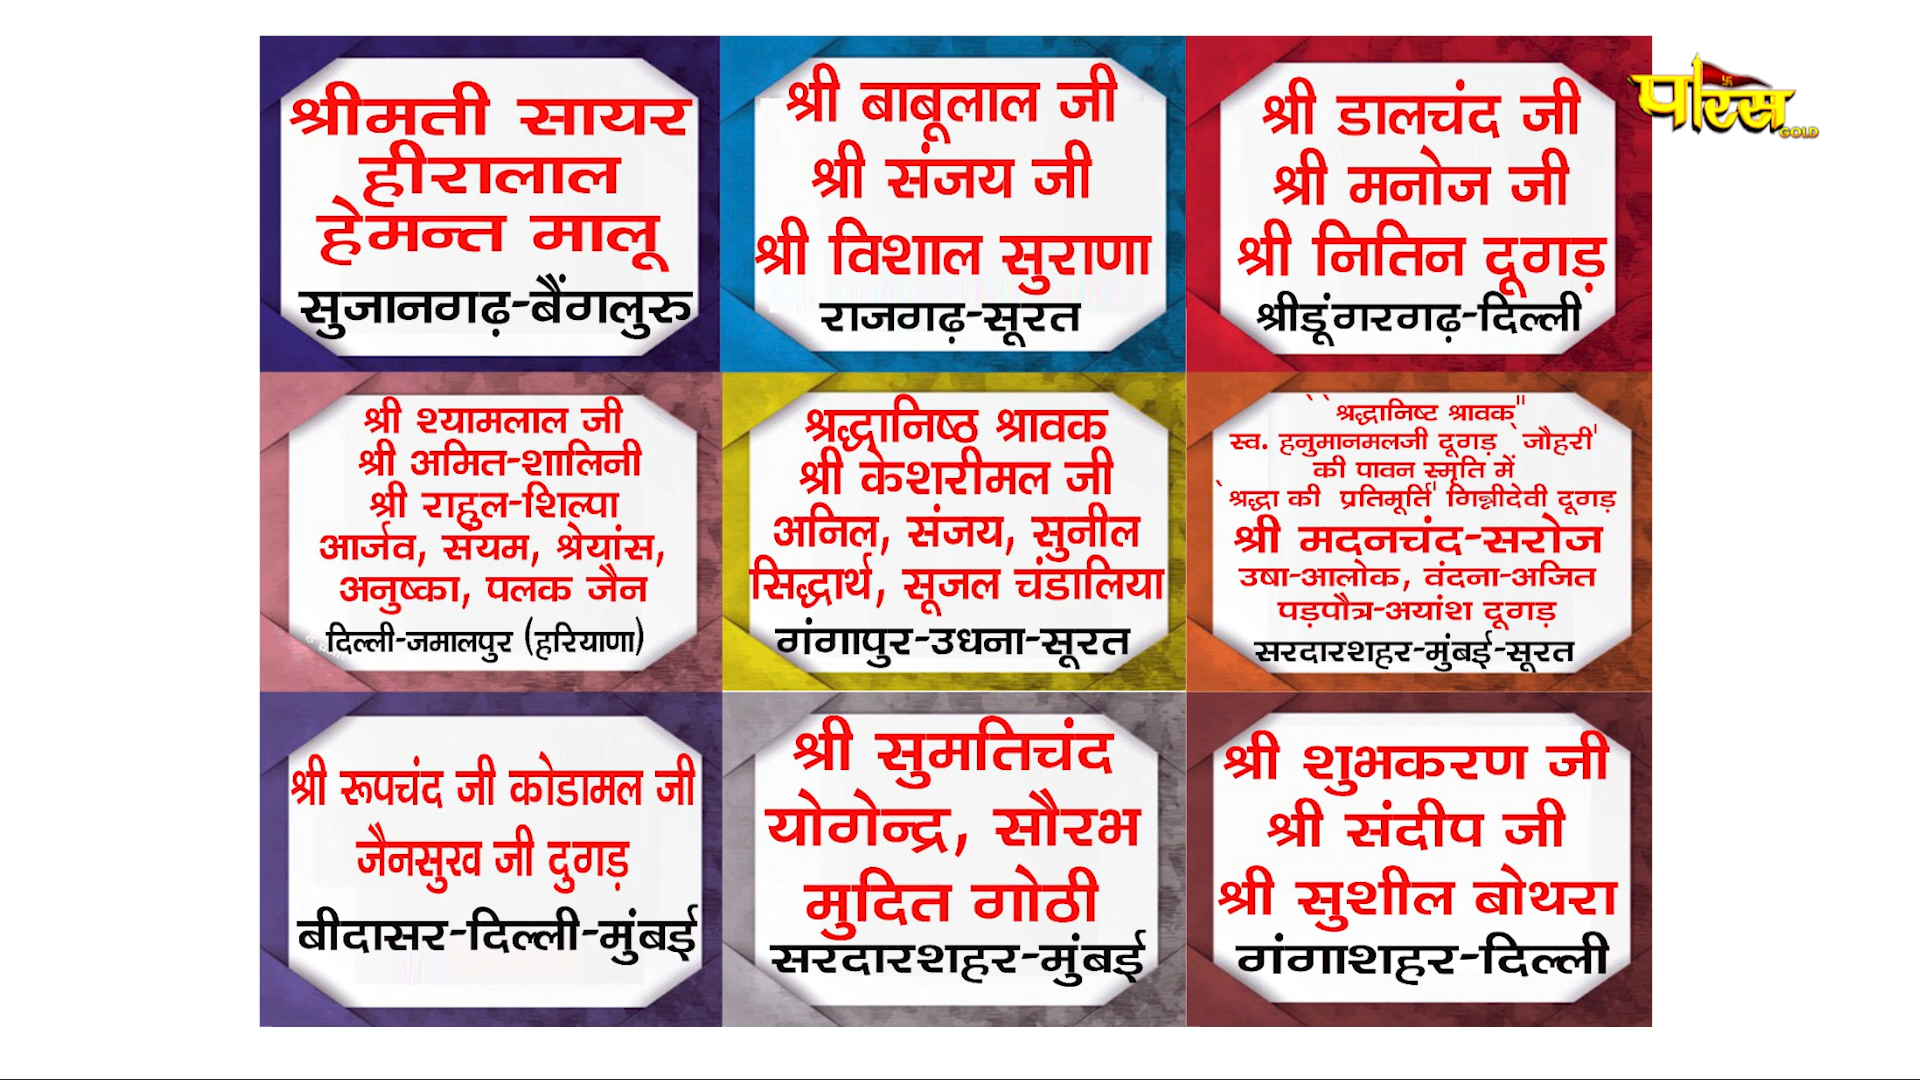 श्रीमती सायर
हीरालाल
हेमन्त मालू
सुजानगढ़-बैंगलुरु
श्री बाबूलाल जी
श्री संजय जी
श्री विशाल सुराणा
राजगढ़-सूरत
श्री डालचंद जी
श्री मनोज जी
श्री नितिन दूगड़
श्रीडूंगरगढ़-दिल्ली
पारस
GOLD
श्री श्यामलाल जी
श्री अमित-शालिनी
श्री राहुल-शिल्पा
आर्जव, संयम, श्रेयांस,
अनुष्का, पलक जैन
दिल्ली-जमालपुर (हरियाणा)
श्रद्धानिष्ठ श्रावक
श्री केशरीमल जी
अनिल, संजय, सुनील
सिद्धार्थ, सूजल चंडालिया
गंगापुर-उधना-सूरत
``श्रद्धानिष्ट श्रावक"
स्व. हनुमानमलजी दूगड़ `जौहरी'
की पावन स्मृति में
`श्रद्धा की प्रतिमूर्ति' गिन्नीदेवी दूगड़
श्री मदनचंद-सरोज
उषा-आलोक, वंदना-अजित
पड़पौत्र-अयांश दूगड़
सरदारशहर-मुंबई-सूरत
श्री रूपचंद जी कोडामल जी
जैनसुख जी दुगड़
बीदासर-दिल्ली-मुंबई
श्री सुमतिचंद
योगेन्द्र, सौरभ
मुदित गोठी
सरदारशहर-मुंबई
श्री शुभकरण जी
श्री संदीप जी
श्री सुशील बोथरा
गंगाशहर-दिल्ली